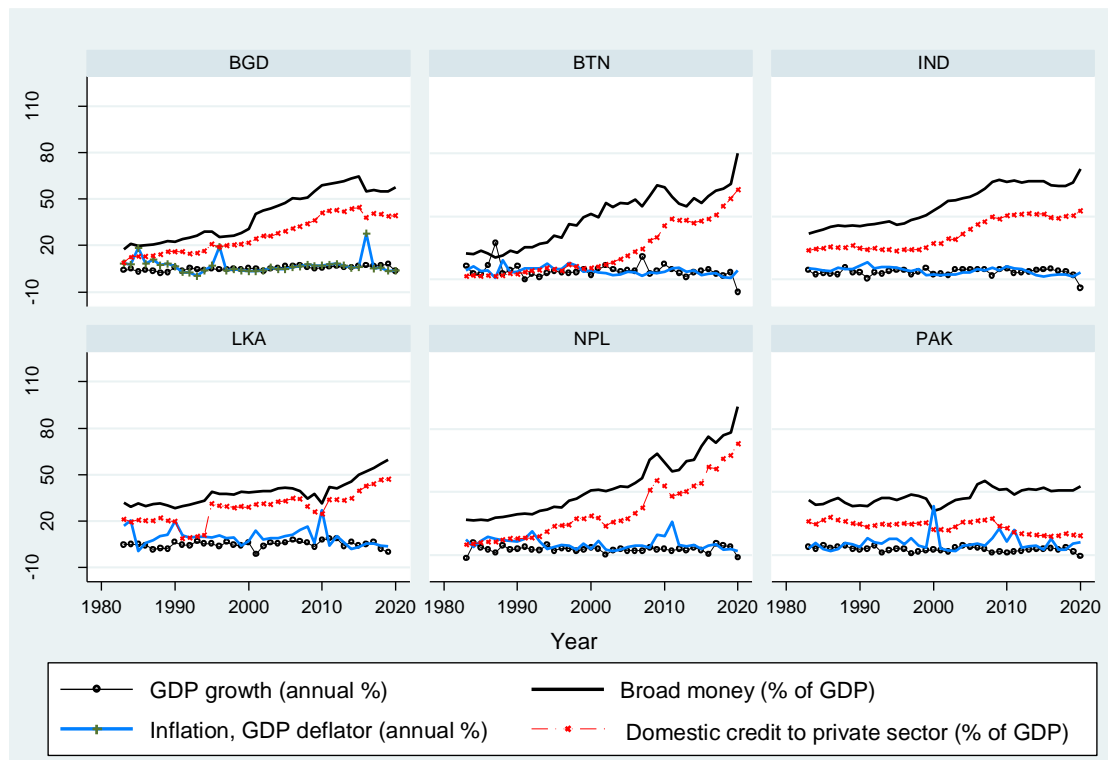 BGD BTN IND
110
80
50
20
-10
LKA NPL PAK
110
80
50
20
-10
1980 1990 2000 2010 2020 1980 1990 2000 2010 2020 1980 1990 2000 2010 2020
Year
GDP growth (annual %) Broad money (% of GDP)
Inflation, GDP deflator (annual %) Domestic credit to private sector (% of GDP)